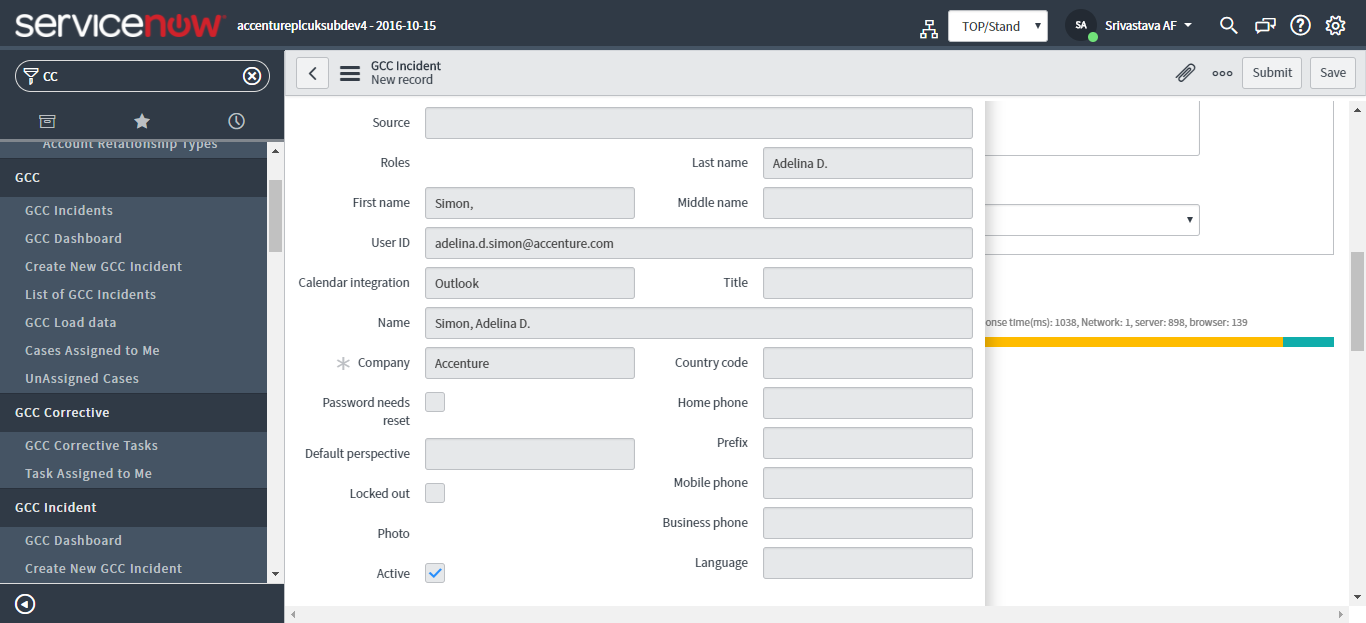 servicenow accentureplcuksubdev4 - 2016-10-15 TOP/Stand SA Srivastava AF
CC
GCC Incident
New record
Submit Save
Account Relationship Types
GCC
GCC Incidents
GCC Dashboard
Create New GCC Incident
List of GCC Incidents
GCC Load data
Cases Assigned to Me
UnAssigned Cases
GCC Corrective
GCC Corrective Tasks
Task Assigned to Me
GCC Incident
GCC Dashboard
Create New GCC Incident
Source
Roles
Last name Adelina D.
First name Simon,
Middle name
User ID adelina.d.simon@accenture.com
Calendar integration Outlook
Title
Name Simon, Adelina D.
Company Accenture
Country code
Password needs
reset
Home phone
Prefix
Default perspective
Mobile phone
Locked out
Business phone
Photo
Language
Active
onse time(ms): 1038, Network: 1, server: 898, browser: 139